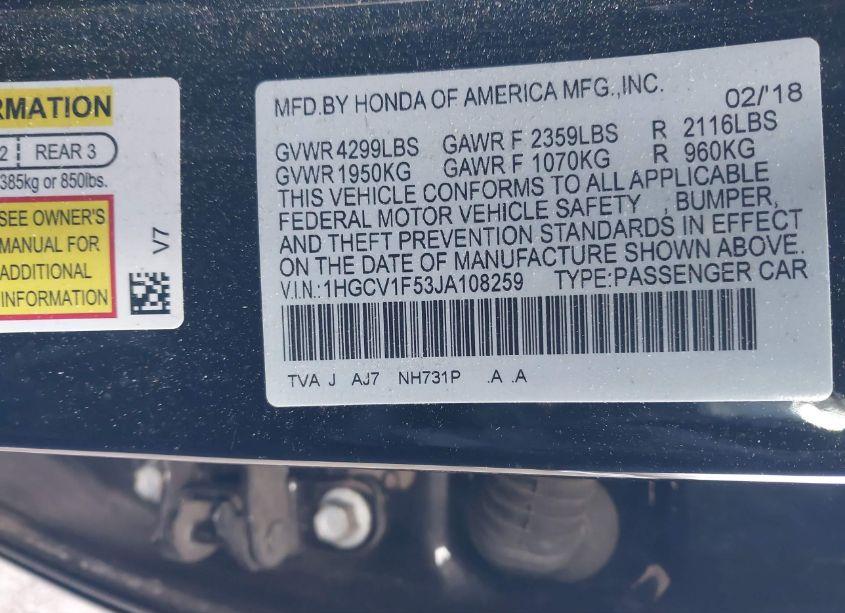 RMATION
2 REAR 3
385kg or 850lbs.
SEE OWNER'S
MANUAL FOR
ADDITIONAL
INFORMATION
V7
MFD.BY HONDA OF AMERICA MFG.,INC.
02/'18
GVWR 4299LBS GAWR F 2359LBS R 2116LBS
GVWR 1950KG GAWR F 1070KG R 960KG
THIS VEHICLE CONFORMS TO ALL APPLICABLE
FEDERAL MOTOR VEHICLE SAFETY , BUMPER,
AND THEFT PREVENTION STANDARDS IN EFFECT
ON THE DATE OF MANUFACTURE SHOWN ABOVE.
V.I.N.:1HGCV1F53JA108259 TYPE:PASSENGER CAR
TVA J AJ7 NH731P .A .A